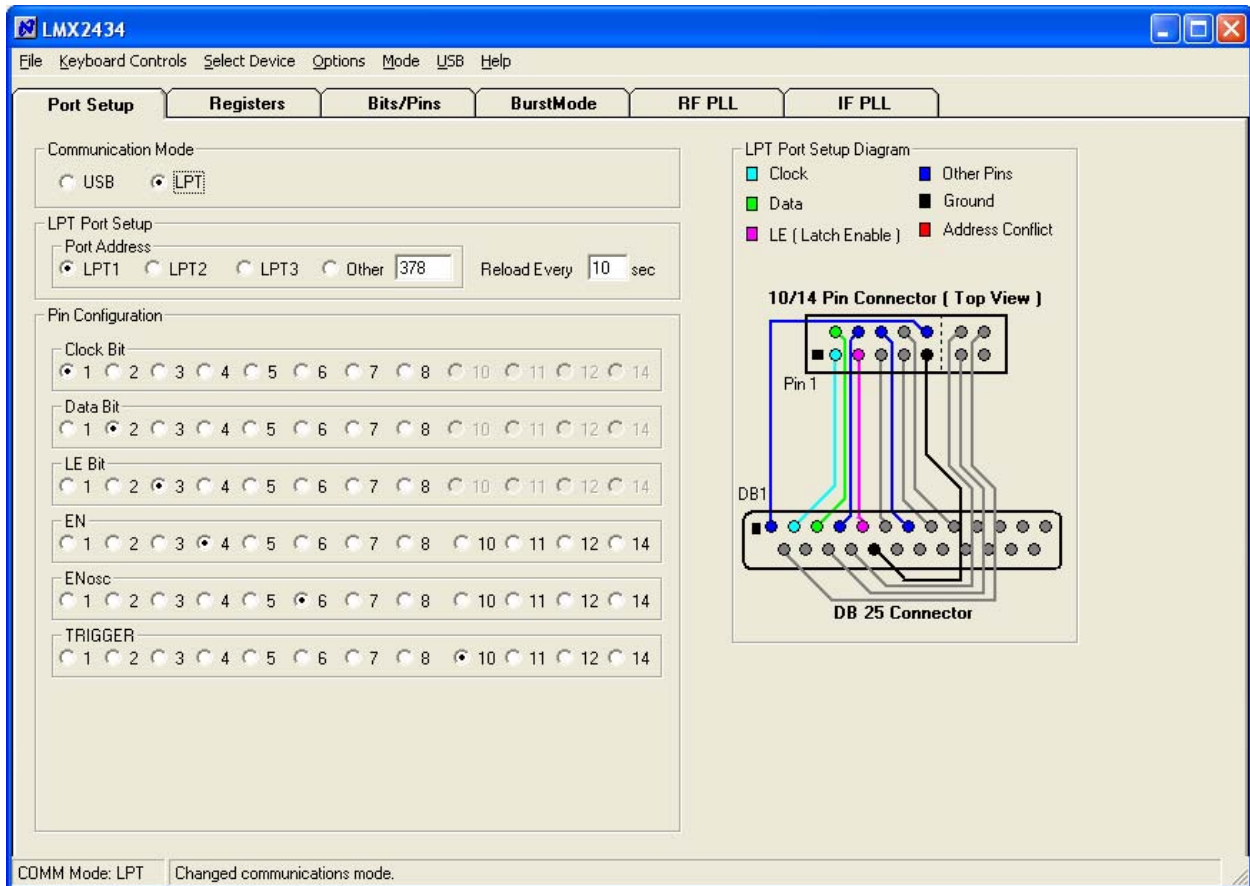 LMX2434
File Keyboard Controls Select Device Options Mode USB Help
Port Setup Registers Bits/Pins BurstMode RF PLL IF PLL
Communication Mode
USB LPT
LPT Port Setup
Port Address
LPT1 LPT2 LPT3 Other 378 Reload Every 10 sec
Pin Configuration
Clock Bit
1 2 3 4 5 6 7 8 10 11 12 14
Data Bit
1 2 3 4 5 6 7 8 10 11 12 14
LE Bit
1 2 3 4 5 6 7 8 10 11 12 14
EN
1 2 3 4 5 6 7 8 10 11 12 14
ENosc
1 2 3 4 5 6 7 8 10 11 12 14
TRIGGER
1 2 3 4 5 6 7 8 10 11 12 14
LPT Port Setup Diagram
Clock Other Pins
Data Ground
LE ( Latch Enable ) Address Conflict
10/14 Pin Connector ( Top View )
Pin 1
DB1
DB 25 Connector
COMM Mode: LPT Changed communications mode.